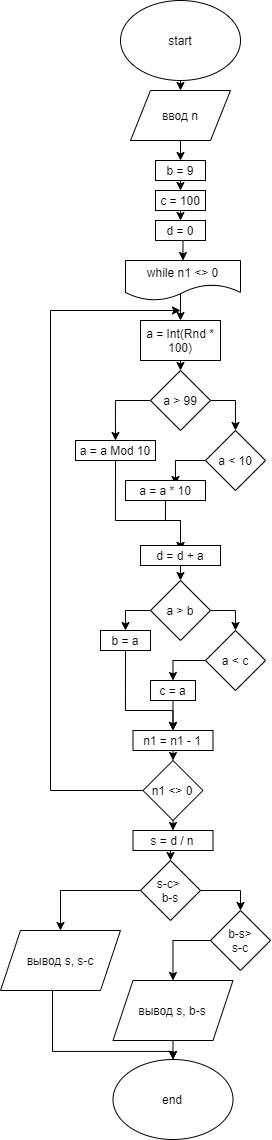 start
ввод n
b = 9
c = 100
d = 0
while n1 <> 0
a = Int(Rnd *
100)
a > 99
a = a Mod 10
a < 10
a = a * 10
d = d + a
a > b
b = a
a < c
c = a
n1 = n1 - 1
n1 <> 0
s = d / n
s-c>
b-s
b-s>
s-c
вывод s, s-c
вывод s, b-s
end